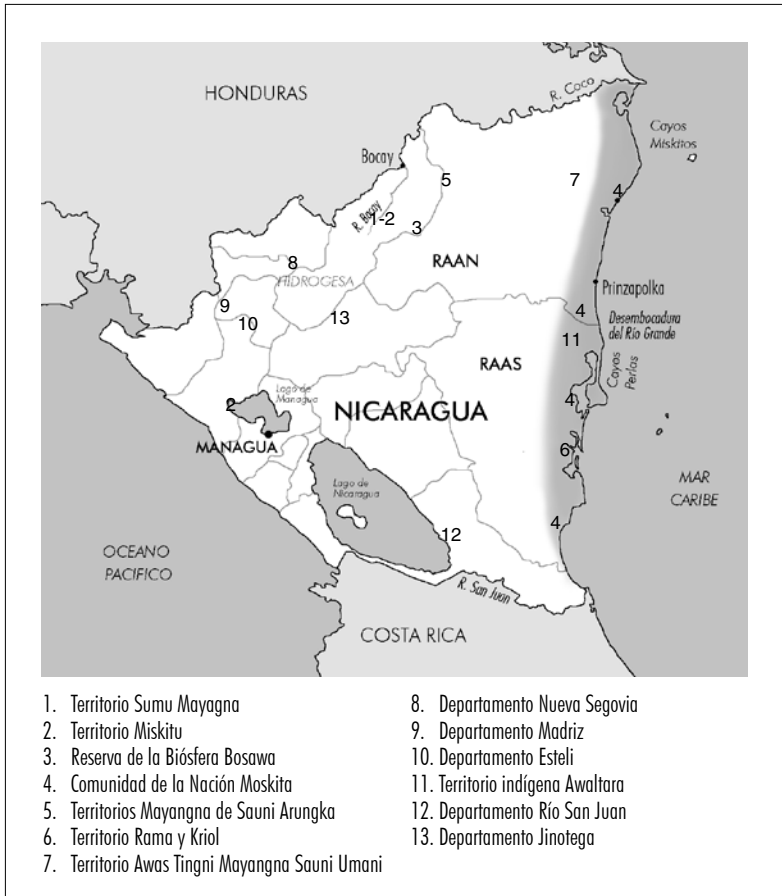 HONDURAS
R. Coco
Cayos
Miskitos
Bocay
5
7
4
R. Bocay
1-2
3
RAAN
8
HIDROGESA
Prinzapolka
9
10
13
4
Desembocadura
del Río Grande
11
RAAS
Cayos
Perlas
Lago de
Managua
2
4
NICARAGUA
MANAGUA
6
Lago de
Nicaragua
MAR
CARIBE
4
12
OCEANO
PACIFICO
R. San Juan
COSTA RICA
1. Territorio Sumu Mayagna
2. Territorio Miskitu
3. Reserva de la Biósfera Bosawa
4. Comunidad de la Nación Moskita
5. Territorios Mayangna de Sauni Arungka
6. Territorio Rama y Kriol
7. Territorio Awas Tingni Mayangna Sauni Umani
8. Departamento Nueva Segovia
9. Departamento Madriz
10. Departamento Esteli
11. Territorio indígena Awaltara
12. Departamento Río San Juan
13. Departamento Jinotega